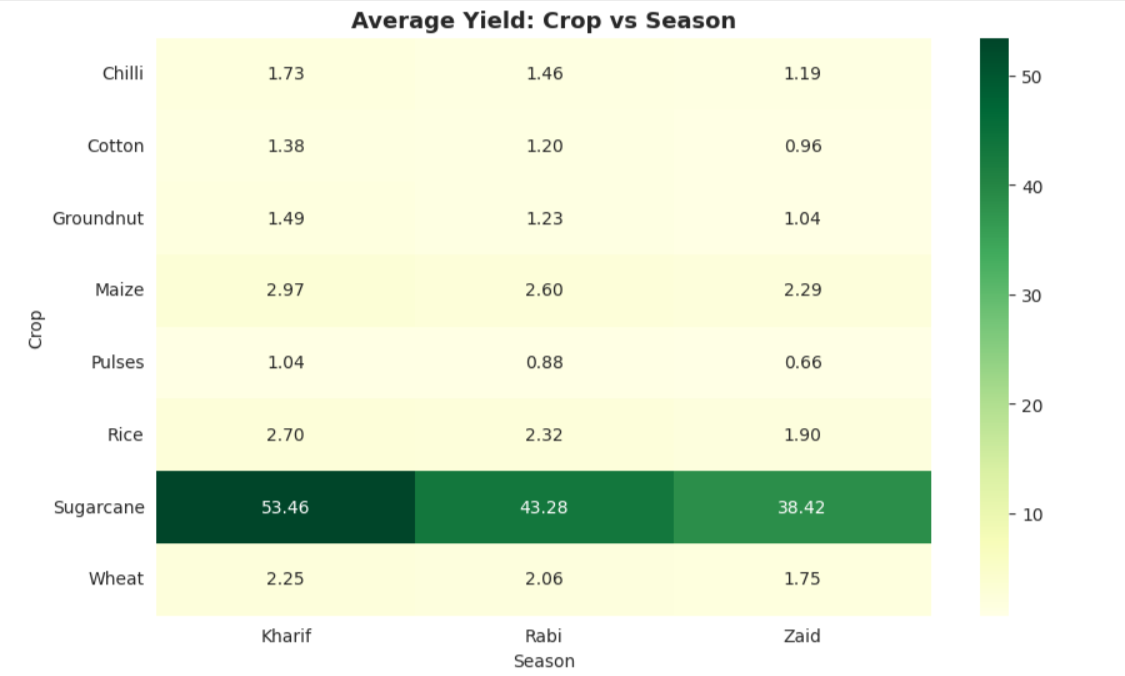 Average Yield: Crop vs Season
Crop
Chilli 1.73 1.46 1.19
Cotton 1.38 1.20 0.96
Groundnut 1.49 1.23 1.04
Maize 2.97 2.60 2.29
Pulses 1.04 0.88 0.66
Rice 2.70 2.32 1.90
Sugarcane 53.46 43.28 38.42
Wheat 2.25 2.06 1.75
Kharif Rabi Zaid
Season
50
40
30
20
10